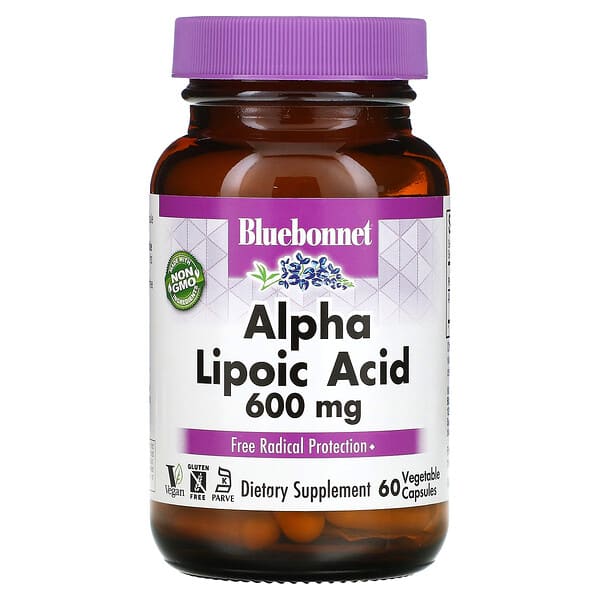 Bluebonnet
MADE WITH
NON
GMO
INGREDIENTS
Alpha
Lipoic Acid
600 mg
Free Radical Protection
Vegan
GLUTEN
FREE
K
PARVE
Dietary Supplement
60 Vegetable
Capsules